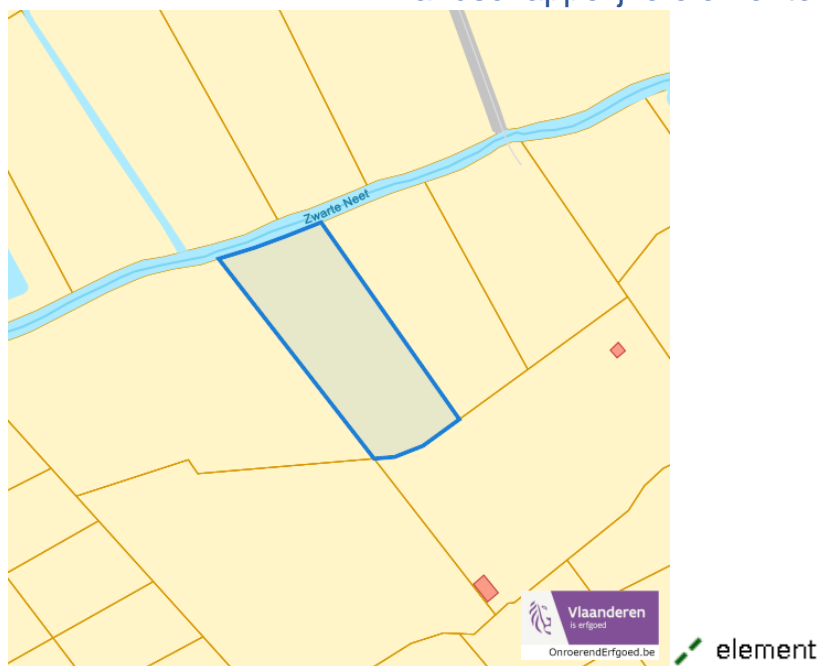 Zwarte Neet
Vlaanderen
is erfgoed
OnroerendErfgoed.be
element